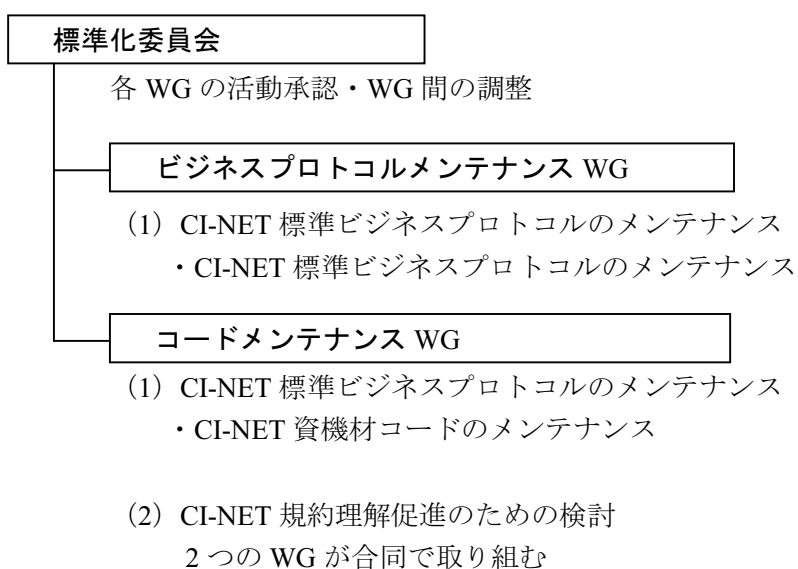 標準化委員会
各 WG の活動承認・WG 間の調整
ビジネスプロトコルメンテナンス WG
（1）CI-NET 標準ビジネスプロトコルのメンテナンス
・CI-NET 標準ビジネスプロトコルのメンテナンス
コードメンテナンス WG
（1）CI-NET 標準ビジネスプロトコルのメンテナンス
・CI-NET 資機材コードのメンテナンス
（2）CI-NET 規約理解促進のための検討
2 つの WG が合同で取り組む